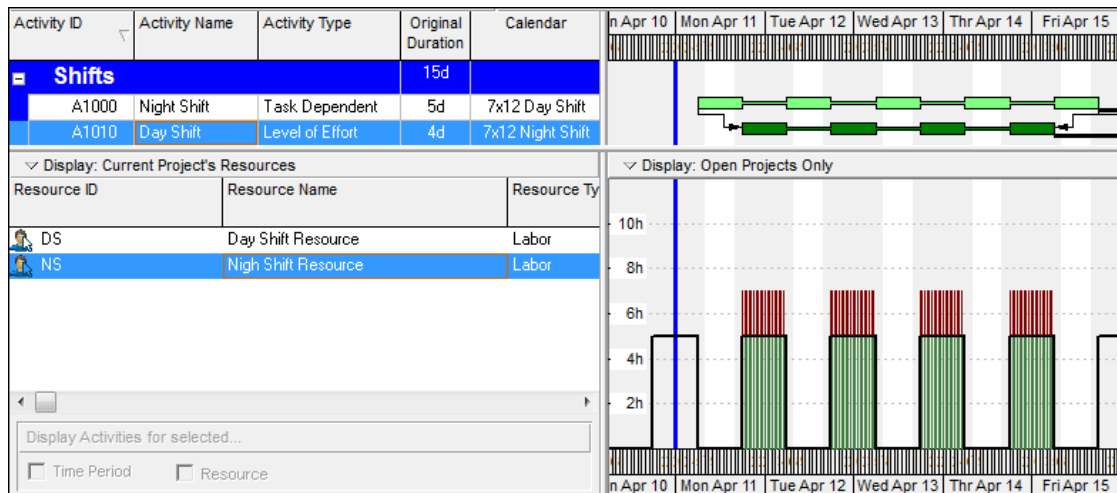 Activity ID Activity Name Activity Type Original Duration Calendar n Apr 10 Mon Apr 11 Tue Apr 12 Wed Apr 13 Thr Apr 14 Fri Apr 15
Shifts 15d
A1000 Night Shift Task Dependent 5d 7x12 Day Shift
A1010 Day Shift Level of Effort 4d 7x12 Night Shift
Display: Current Project's Resources Display: Open Projects Only
Resource ID Resource Name Resource Ty
DS Day Shift Resource Labor
NS Nigh Shift Resource Labor
10h
8h
6h
4h
2h
Display Activities for selected...
Time Period Resource
n Apr 10 Mon Apr 11 Tue Apr 12 Wed Apr 13 Thr Apr 14 Fri Apr 15